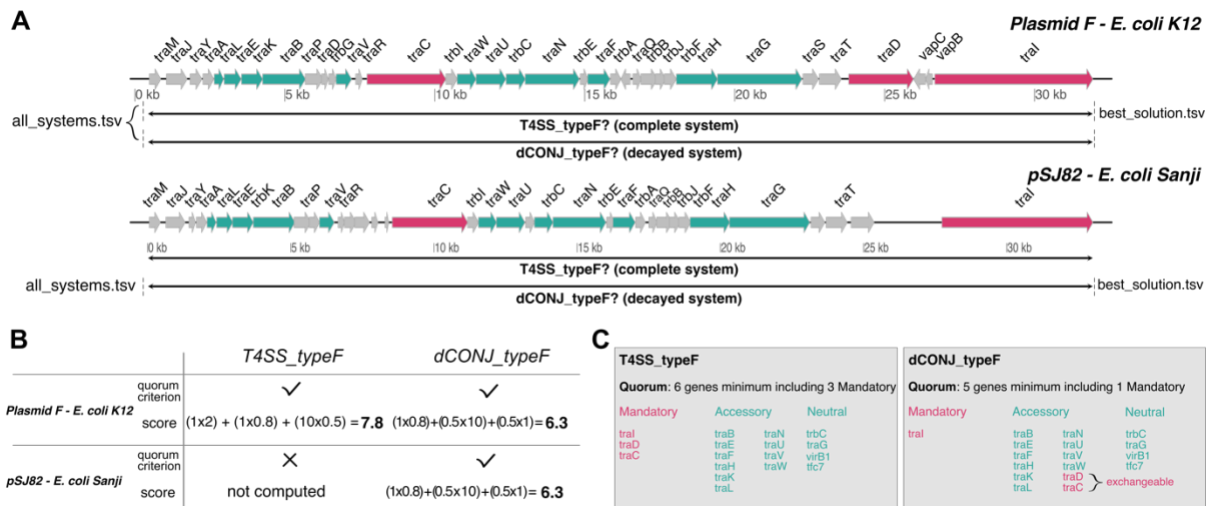 A
Plasmid F - E. coli K12
traM traJ traY traA traL traE traK traB traP traD trbG traV traR traC trbI traW traU trbC traN trbE traF trbA traQ trbB trbJ trbF traH traG traS traT traD vapC vapB traI
0 kb 5 kb 10 kb 15 kb 20 kb 25 kb 30 kb
all_systems.tsv best_solution.tsv
T4SS_typeF? (complete system)
dCONJ_typeF? (decayed system)
pSJ82 - E. coli Sanji
traM traJ traY traA traL traE trbK traB traP traV traR traC trbI traW traU trbC traN trbE traF trbA traQ trbB trbJ trbF traH traG traT traI
0 kb 5 kb 10 kb 15 kb 20 kb 25 kb 30 kb
T4SS_typeF? (complete system)
all_systems.tsv best_solution.tsv
dCONJ_typeF? (decayed system)
B
T4SS_typeF dCONJ_typeF
Plasmid F - E. coli K12
quorum criterion ✓ ✓
score (1x2) + (1x0.8) + (10x0.5) = 7.8 (1x0.8)+(0.5x10)+(0.5x1)= 6.3
pSJ82 - E. coli Sanji
quorum criterion ✕ ✓
score not computed (1x0.8)+(0.5x10)+(0.5x1)= 6.3
C
T4SS_typeF
Quorum: 6 genes minimum including 3 Mandatory
Mandatory Accessory Neutral
traI traB traN trbC
traD traE traU traG
traC traF traV virB1
traH traW tfc7
traK
traL
dCONJ_typeF
Quorum: 5 genes minimum including 1 Mandatory
Mandatory Accessory Neutral
traI traB traN trbC
traE traU traG
traF traV virB1
traH traW tfc7
traK traD
traL traC
exchangeable